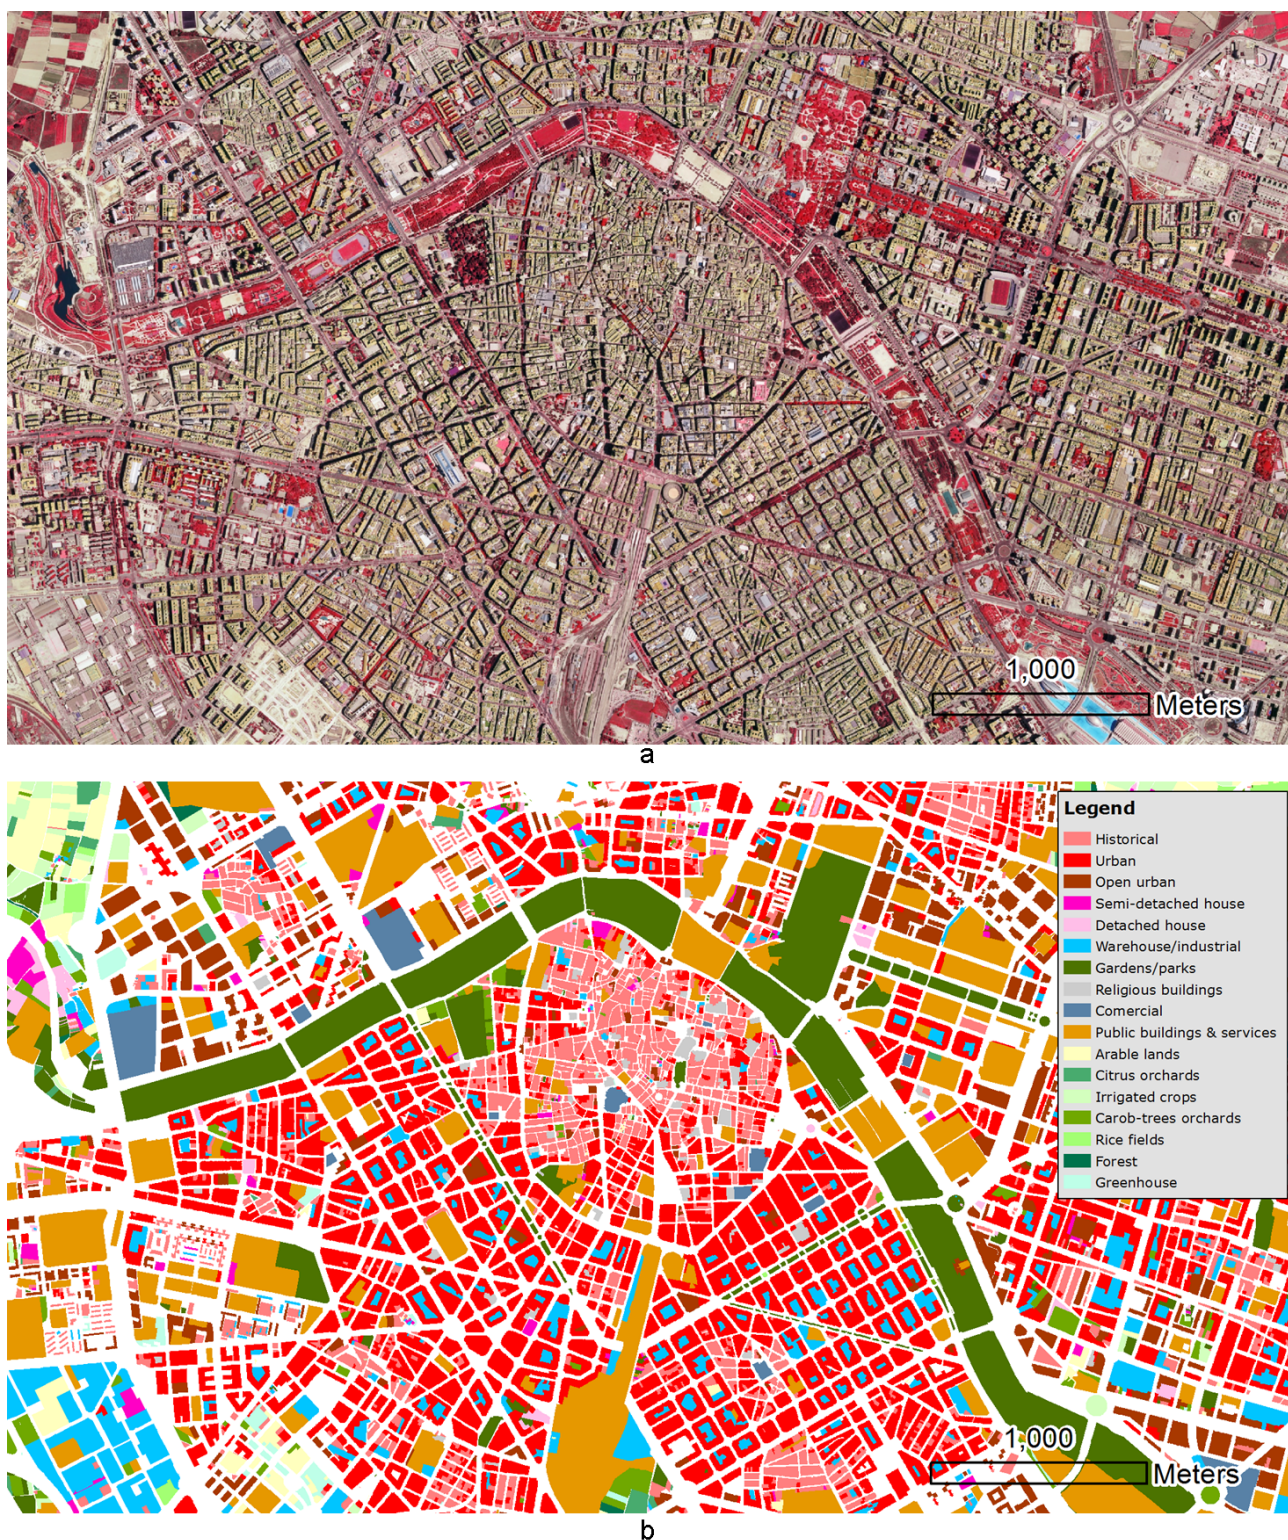 1,000
Meters
a
Legend
Historical
Urban
Open urban
Semi-detached house
Detached house
Warehouse/industrial
Gardens/parks
Religious buildings
Comercial
Public buildings & services
Arable lands
Citrus orchards
Irrigated crops
Carob-trees orchards
Rice fields
Forest
Greenhouse
1,000
Meters
b